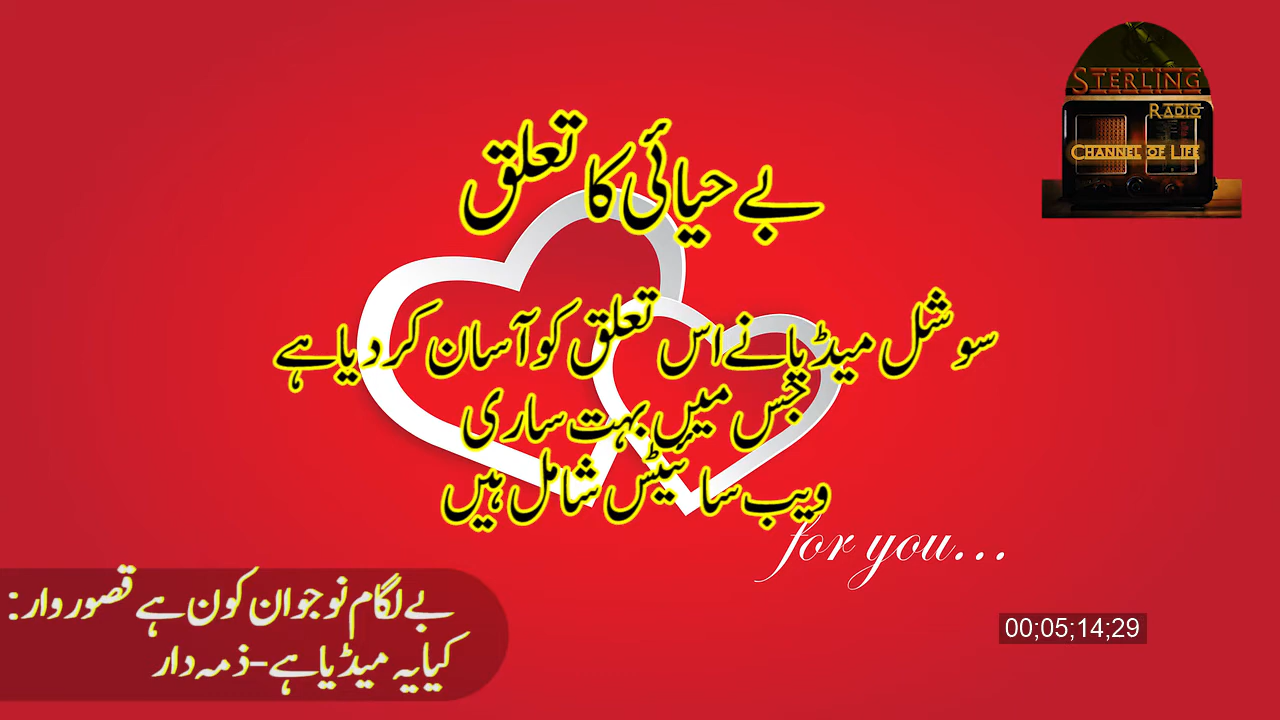 STERLING
RADIO
CHANNEL OF LIFE
بے حیائی کا تعلق
سوشل میڈیا نے اس تعلق کو آسان کر دیا ہے
جس میں بہت ساری
ویب سائیٹس شامل ہیں
for you...
بے لگام نوجوان کون ہے قصوروار:
کیا یہ میڈیا ہے-ذمہ دار
00;05;14;29